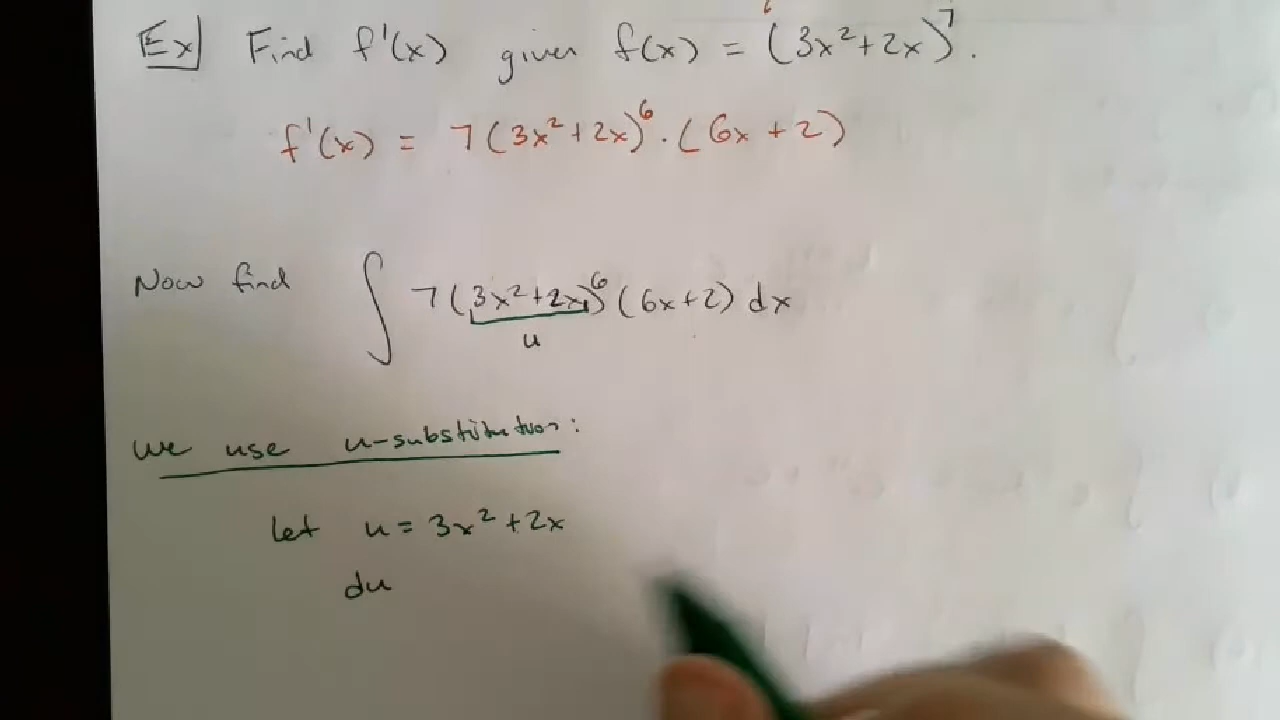 Ex| Find f'(x) given f(x) = (3x²+2x)⁷.
f'(x) = 7(3x²+2x)⁶·(6x+2)
Now find ∫ 7(3x²+2x)⁶(6x+2) dx
u
We use u-substitution:
let u = 3x²+2x
du